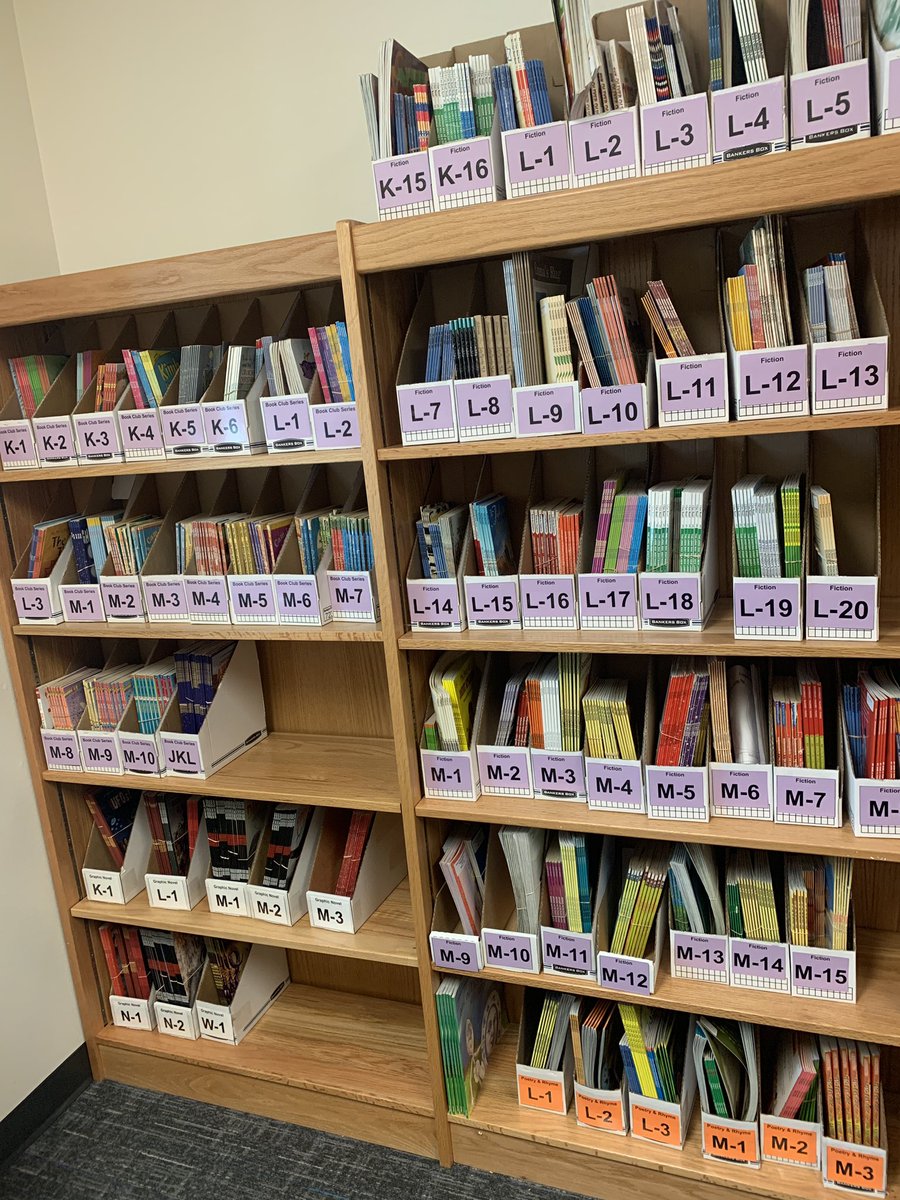 Fiction
K-15
Fiction
K-16
Fiction
L-1
Fiction
L-2
Fiction
L-3
Fiction
L-4
BANKERS BOX
Fiction
L-5
BANKERS BOX
Book Club Series
K-1
Book Club Series
K-2
Book Club Series
K-3
Book Club Series
K-4
Book Club Series
K-5
Book Club Series
K-6
Book Club Series
L-1
Book Club Series
L-2
Fiction
L-7
Fiction
L-8
Fiction
L-9
Fiction
L-10
Fiction
L-11
Fiction
L-12
Fiction
L-13
Book Club Series
L-3
Book Club Series
M-1
Book Club Series
M-2
Book Club Series
M-3
Book Club Series
M-4
Book Club Series
M-5
Book Club Series
M-6
Book Club Series
M-7
Fiction
L-14
Fiction
L-15
Fiction
L-16
Fiction
L-17
Fiction
L-18
BANKERS BOX
Fiction
L-19
Fiction
L-20
Book Club Series
M-8
Book Club Series
M-9
Book Club Series
M-10
Book Club Series
JKL
Fiction
M-1
Fiction
M-2
Fiction
M-3
Fiction
M-4
Fiction
M-5
Fiction
M-6
Fiction
M-7
Fiction
M-
Graphic Novel
K-1
Graphic Novel
L-1
Graphic Novel
M-1
Graphic Novel
M-2
Graphic Novel
M-3
Fiction
M-9
Fiction
M-10
Fiction
M-11
Fiction
M-12
Fiction
M-13
Fiction
M-14
Fiction
M-15
Graphic Novel
N-1
Graphic Novel
N-2
Graphic Novel
W-1
Poetry & Rhyme
L-1
Poetry & Rhyme
L-2
Poetry & Rhyme
L-3
Poetry & Rhyme
M-1
Poetry & Rhyme
M-2
Poetry & Rhyme
M-3